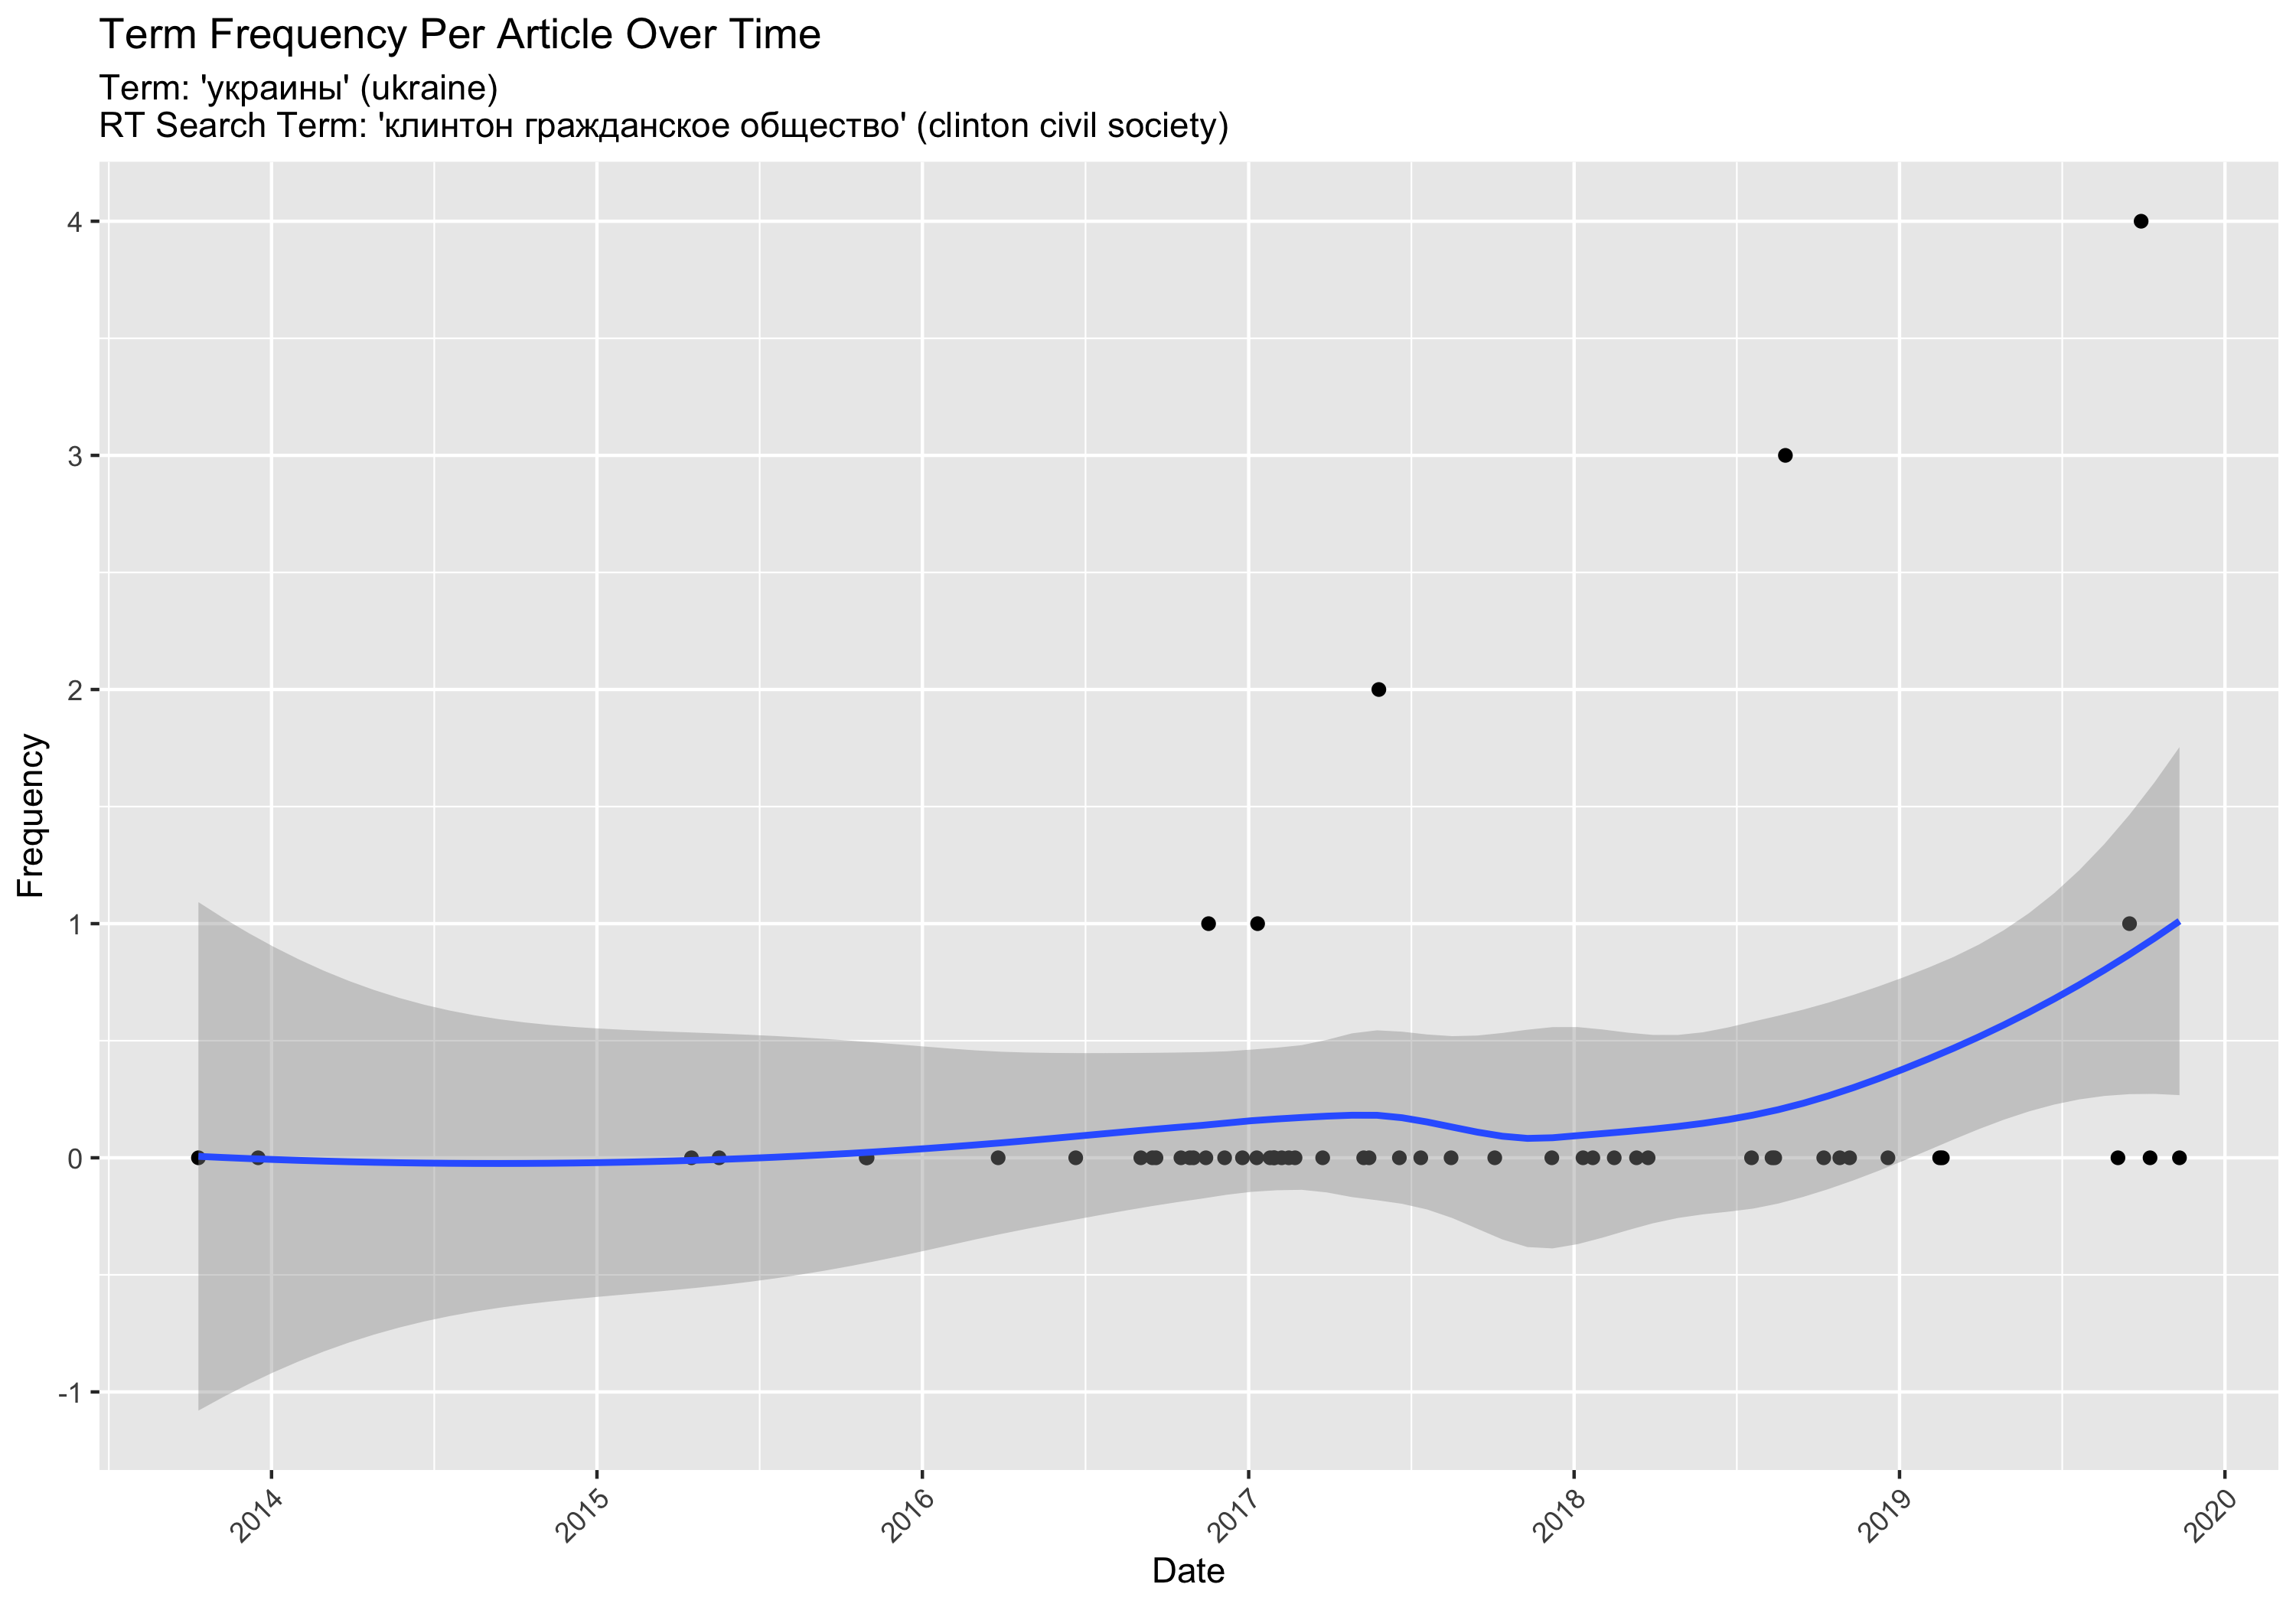 Term Frequency Per Article Over Time
Term: 'украины' (ukraine)
RT Search Term: 'клинтон гражданское общество' (clinton civil society)
4
3
2
1
0
-1
Frequency
2014
2015
2016
2017
2018
2019
2020
Date